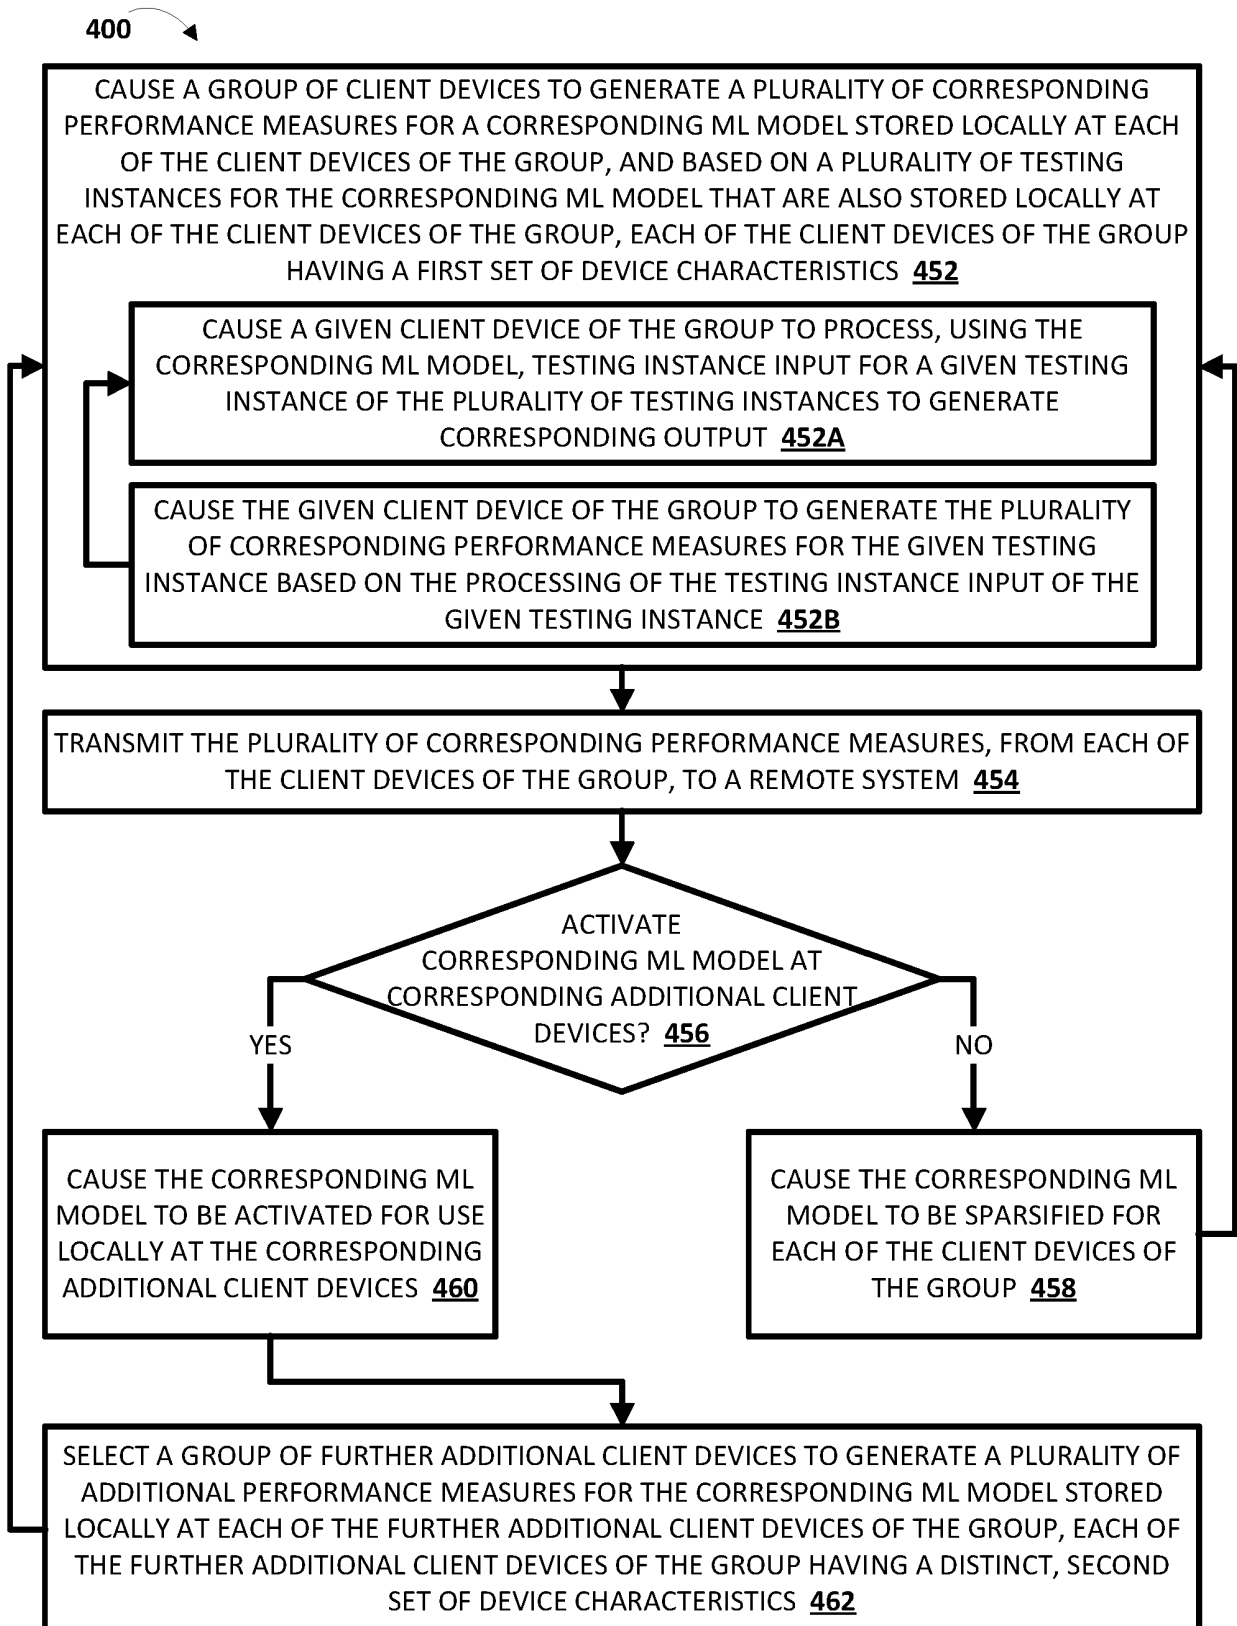 400
CAUSE A GROUP OF CLIENT DEVICES TO GENERATE A PLURALITY OF CORRESPONDING
PERFORMANCE MEASURES FOR A CORRESPONDING ML MODEL STORED LOCALLY AT EACH
OF THE CLIENT DEVICES OF THE GROUP, AND BASED ON A PLURALITY OF TESTING
INSTANCES FOR THE CORRESPONDING ML MODEL THAT ARE ALSO STORED LOCALLY AT
EACH OF THE CLIENT DEVICES OF THE GROUP, EACH OF THE CLIENT DEVICES OF THE GROUP
HAVING A FIRST SET OF DEVICE CHARACTERISTICS 452
CAUSE A GIVEN CLIENT DEVICE OF THE GROUP TO PROCESS, USING THE
CORRESPONDING ML MODEL, TESTING INSTANCE INPUT FOR A GIVEN TESTING
INSTANCE OF THE PLURALITY OF TESTING INSTANCES TO GENERATE
CORRESPONDING OUTPUT 452A
CAUSE THE GIVEN CLIENT DEVICE OF THE GROUP TO GENERATE THE PLURALITY
OF CORRESPONDING PERFORMANCE MEASURES FOR THE GIVEN TESTING
INSTANCE BASED ON THE PROCESSING OF THE TESTING INSTANCE INPUT OF THE
GIVEN TESTING INSTANCE 452B
TRANSMIT THE PLURALITY OF CORRESPONDING PERFORMANCE MEASURES, FROM EACH OF
THE CLIENT DEVICES OF THE GROUP, TO A REMOTE SYSTEM 454
ACTIVATE
CORRESPONDING ML MODEL AT
CORRESPONDING ADDITIONAL CLIENT
DEVICES? 456
YES
NO
CAUSE THE CORRESPONDING ML
MODEL TO BE ACTIVATED FOR USE
LOCALLY AT THE CORRESPONDING
ADDITIONAL CLIENT DEVICES 460
CAUSE THE CORRESPONDING ML
MODEL TO BE SPARSIFIED FOR
EACH OF THE CLIENT DEVICES OF
THE GROUP 458
SELECT A GROUP OF FURTHER ADDITIONAL CLIENT DEVICES TO GENERATE A PLURALITY OF
ADDITIONAL PERFORMANCE MEASURES FOR THE CORRESPONDING ML MODEL STORED
LOCALLY AT EACH OF THE FURTHER ADDITIONAL CLIENT DEVICES OF THE GROUP, EACH OF
THE FURTHER ADDITIONAL CLIENT DEVICES OF THE GROUP HAVING A DISTINCT, SECOND
SET OF DEVICE CHARACTERISTICS 462